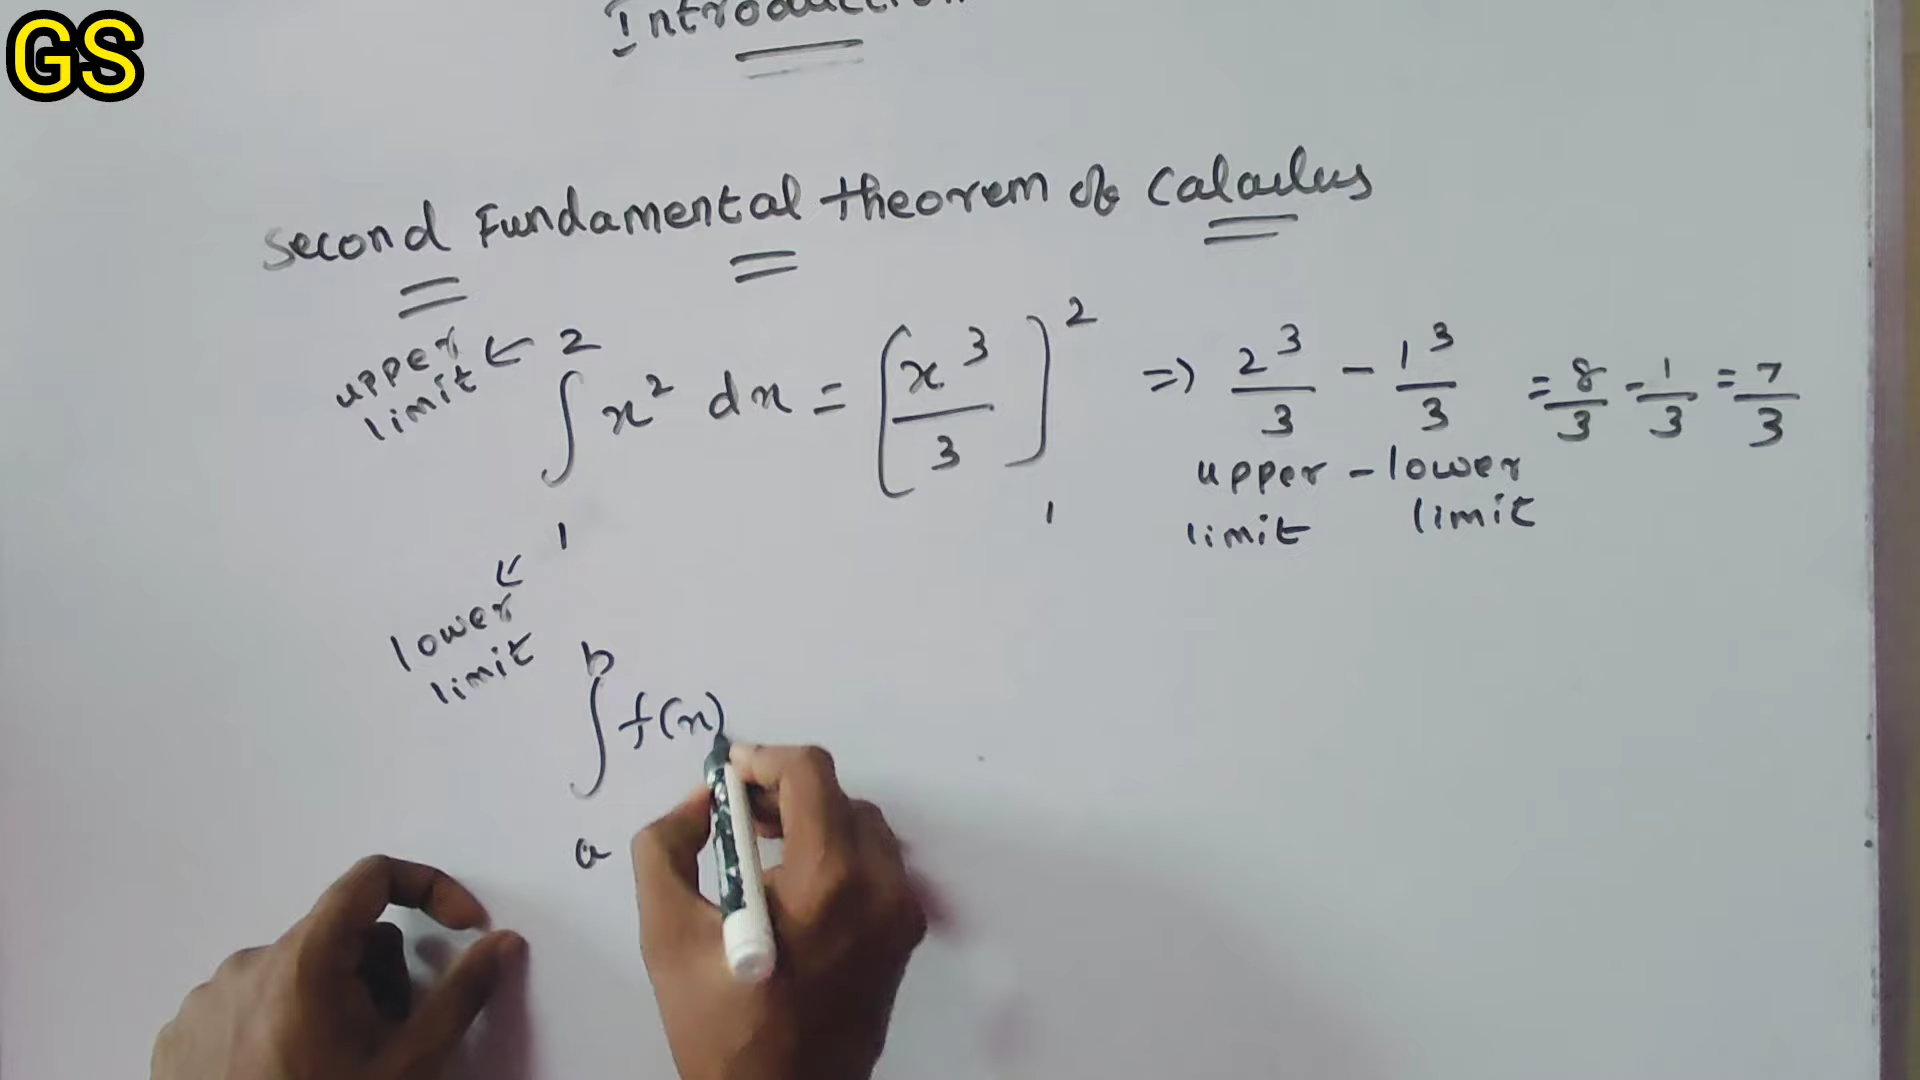 GS
Introduction
Second Fundamental theorem of Calculus
upper limit ← 2
∫ x² dx = [x³/3]² ⇒ 2³/3 - 1³/3 = 8/3 - 1/3 = 7/3
1 1
upper - lower
limit limit
lower limit
b
∫ f(x)
a